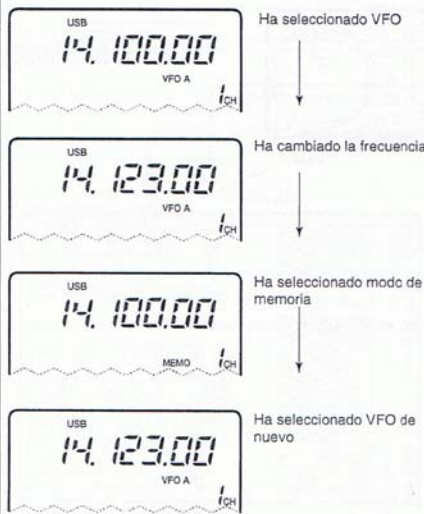 USB
14.100.00
VFO A
1CH
Ha seleccionado VFO
USB
14.123.00
VFO A
1CH
Ha cambiado la frecuencia
USB
14.100.00
MEMO 1CH
Ha seleccionado modo de
memoria
USB
14.123.00
VFO A
1CH
Ha seleccionado VFO de
nuevo